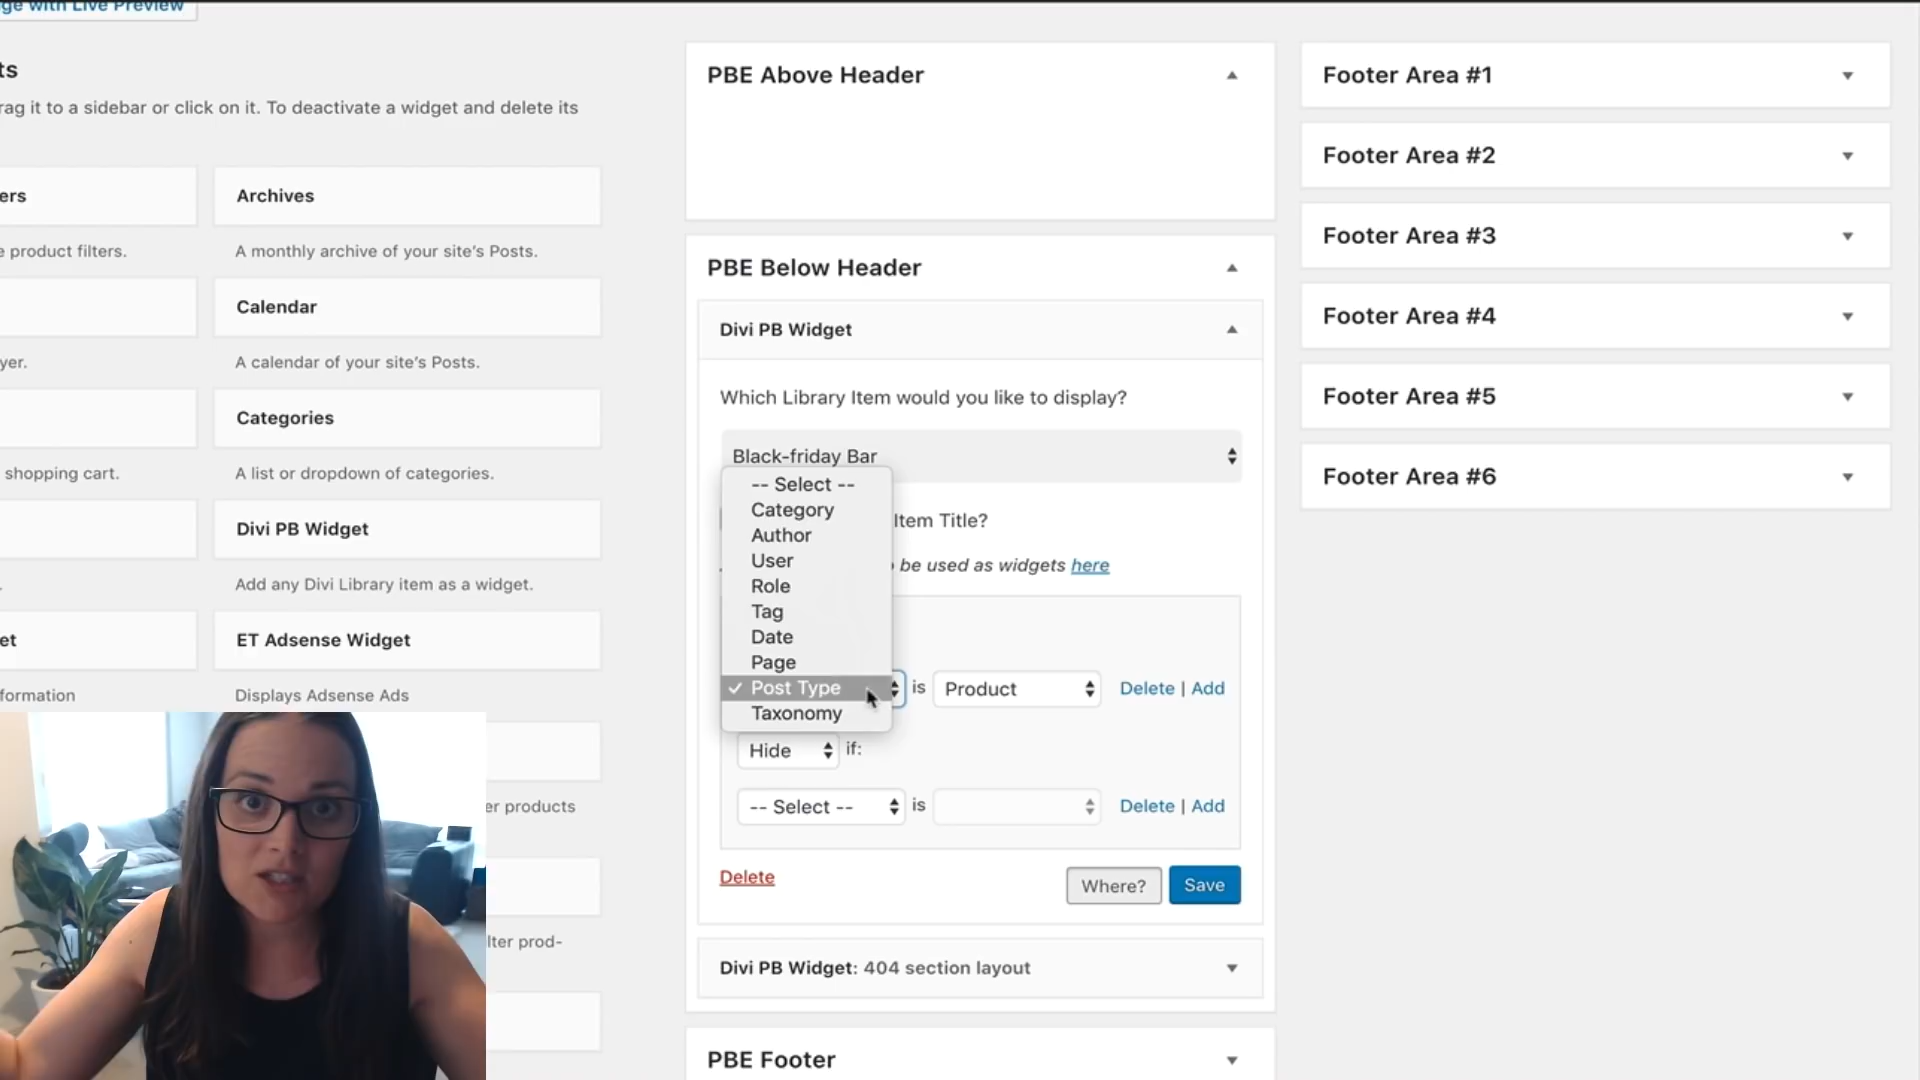 ge with Live Preview
ts
rag it to a sidebar or click on it. To deactivate a widget and delete its
ers
Archives
e product filters.
A monthly archive of your site's Posts.
Calendar
yer.
A calendar of your site's Posts.
Categories
shopping cart.
A list or dropdown of categories.
Divi PB Widget
Add any Divi Library item as a widget.
et
ET Adsense Widget
formation
Displays Adsense Ads
er products
lter prod-
PBE Above Header
PBE Below Header
Divi PB Widget
Which Library Item would you like to display?
Black-friday Bar
-- Select --
Category
Author
User
Role
Tag
Date
Page
✓ Post Type
Taxonomy
Item Title?
be used as widgets here
is Product Delete | Add
Hide if:
-- Select -- is Delete | Add
Delete
Where? Save
Divi PB Widget: 404 section layout
PBE Footer
Footer Area #1
Footer Area #2
Footer Area #3
Footer Area #4
Footer Area #5
Footer Area #6